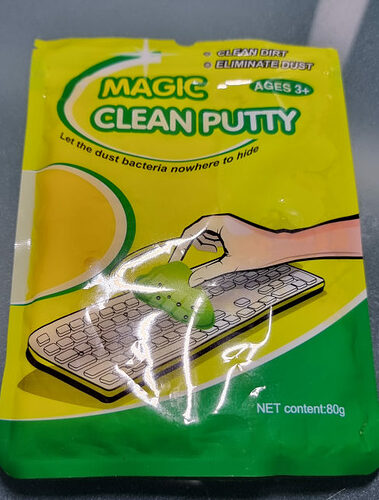 • CLEAN DIRT
• ELIMINATE DUST
MAGIC
AGES 3+
CLEAN PUTTY
Let the dust bacteria nowhere to hide
NET content:80g